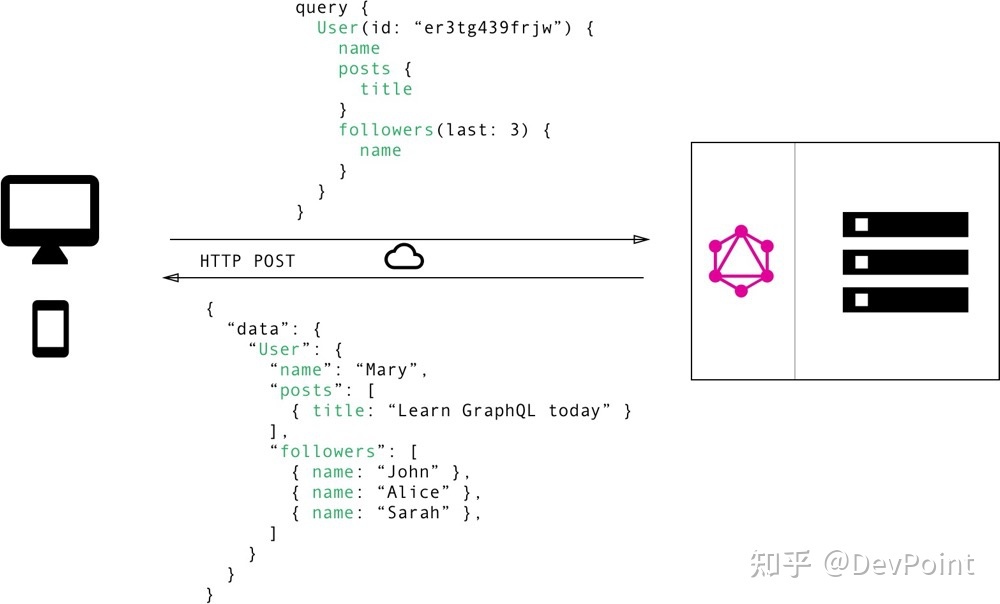 query {
  User(id: “er3tg439frjw”) {
    name
    posts {
      title
    }
    followers(last: 3) {
      name
    }
  }
}
HTTP POST
{
  “data”: {
    “User”: {
      “name”: “Mary”,
      “posts”: [
        { title: “Learn GraphQL today” }
      ],
      “followers”: [
        { name: “John” },
        { name: “Alice” },
        { name: “Sarah” },
      ]
    }
  }
}
知乎 @DevPoint